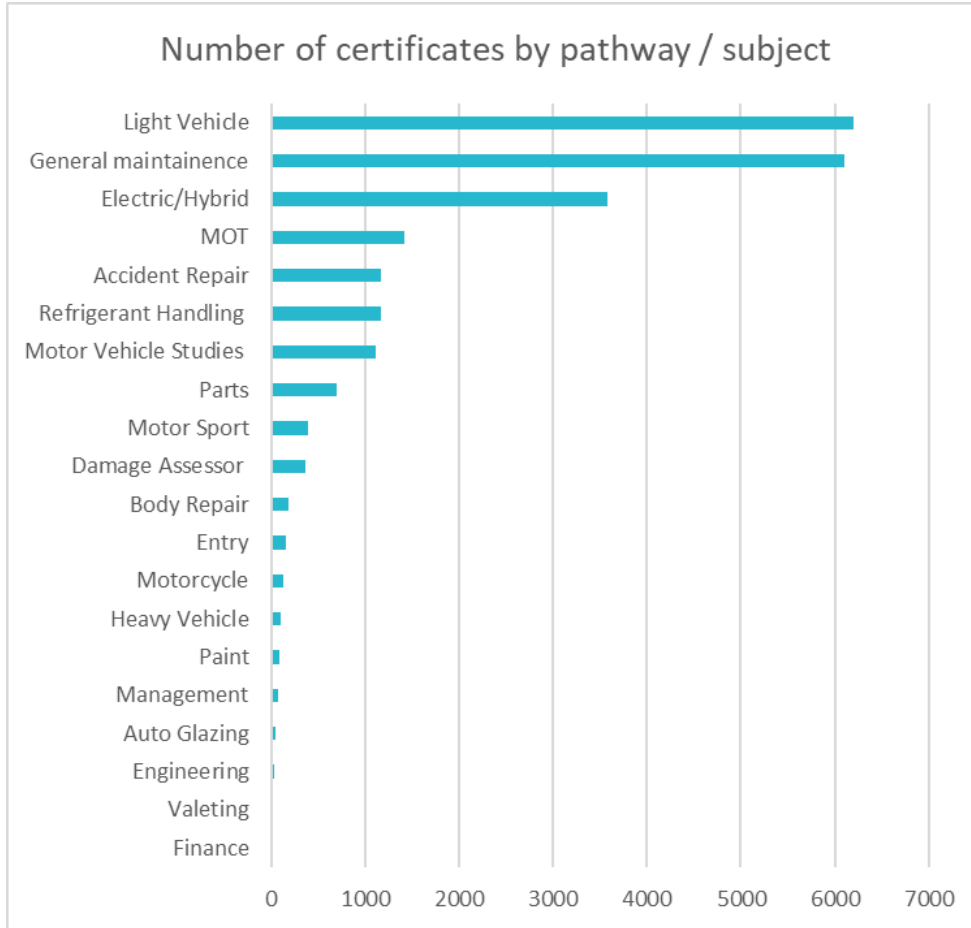 Number of certificates by pathway / subject
Light Vehicle
General maintainence
Electric/Hybrid
MOT
Accident Repair
Refrigerant Handling
Motor Vehicle Studies
Parts
Motor Sport
Damage Assessor
Body Repair
Entry
Motorcycle
Heavy Vehicle
Paint
Management
Auto Glazing
Engineering
Valeting
Finance
0 1000 2000 3000 4000 5000 6000 7000